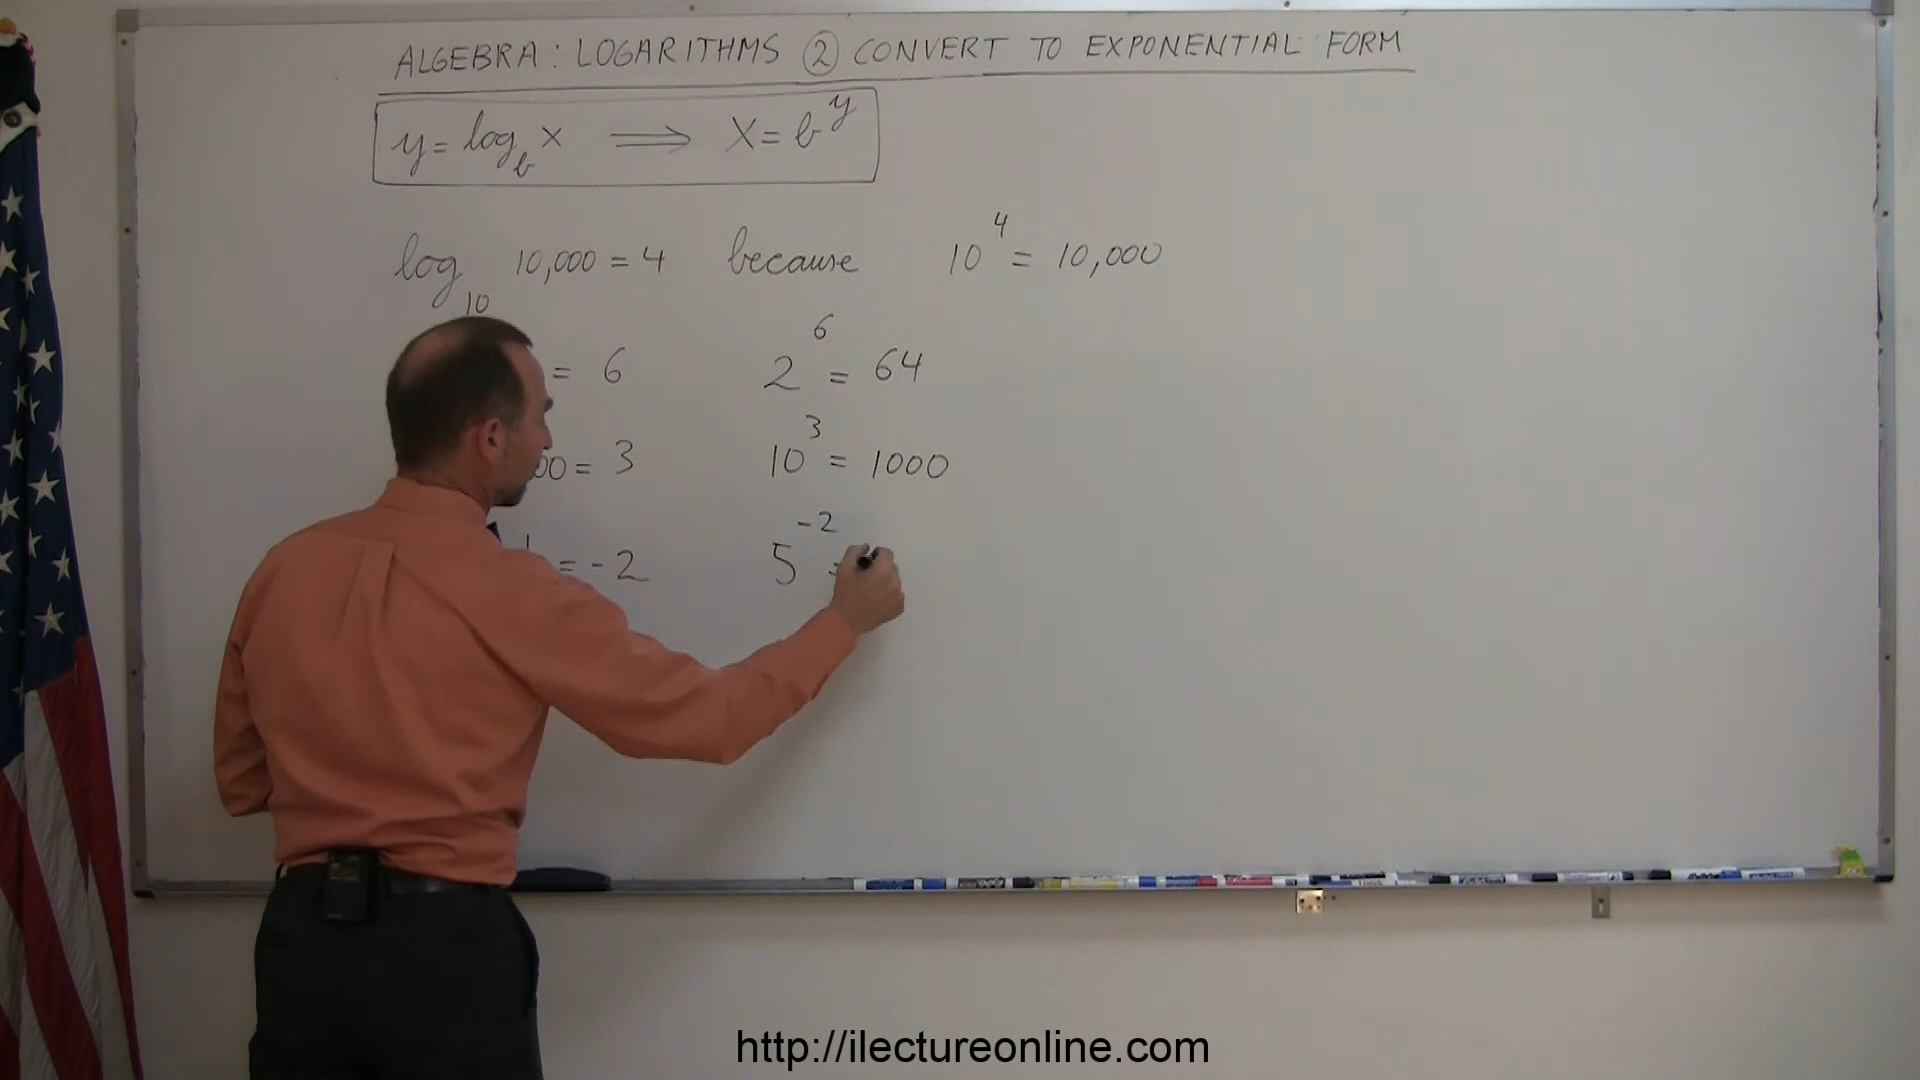 ALGEBRA: LOGARITHMS ② CONVERT TO EXPONENTIAL FORM
y = log_b x ⟹ X = b^y
log_10 10,000 = 4 because 10^4 = 10,000
= 6 2^6 = 64
00 = 3 10^3 = 1000
1 = -2 5^-2 =
http://ilectureonline.com